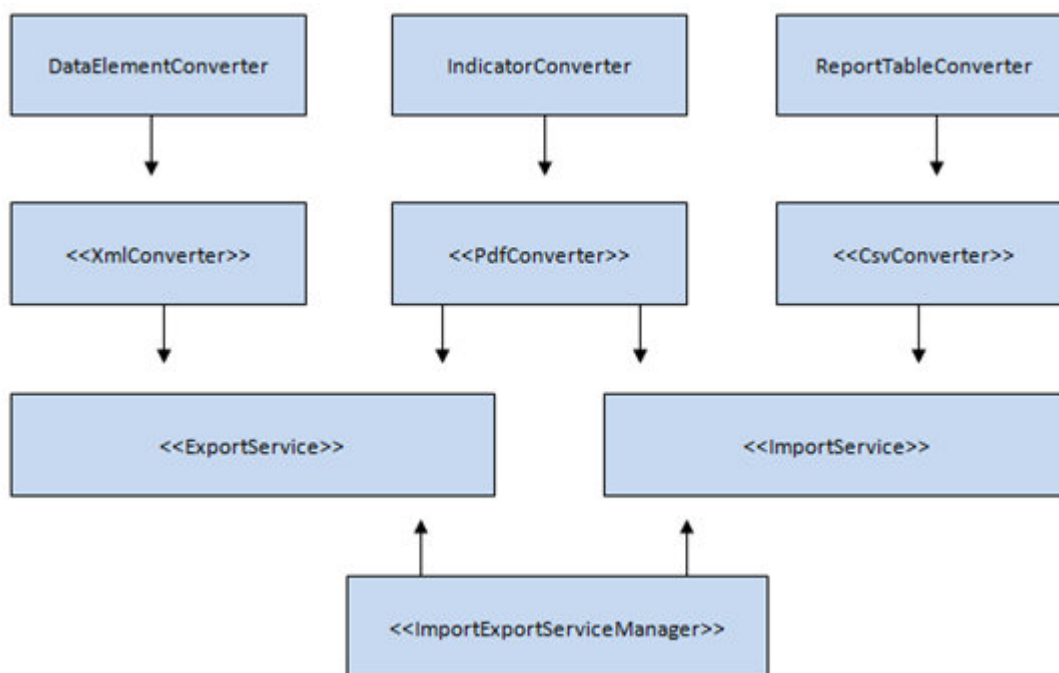 DataElementConverter
IndicatorConverter
ReportTableConverter
<<XmlConverter>>
<<PdfConverter>>
<<CsvConverter>>
<<ExportService>>
<<ImportService>>
<<ImportExportServiceManager>>